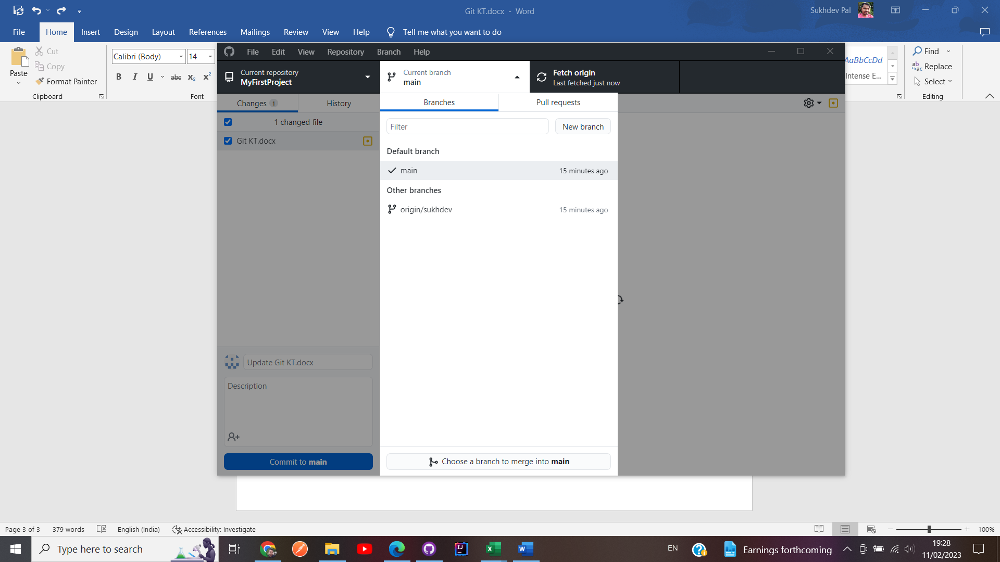 Git KT.docx - Word
Sukhdev Pal
File Home Insert Design Layout References Mailings Review View Help Tell me what you want to do
Paste
Cut
Copy
Format Painter
Clipboard
Calibri (Body) 14
B I U abc x₂ x²
Font
AaBbCcDd
Intense E...
Find
Replace
Select
Editing
File Edit View Repository Branch Help
Current repository
MyFirstProject
Current branch
main
Fetch origin
Last fetched just now
Changes 1 History
1 changed file
Git KT.docx
Update Git KT.docx
Description
Commit to main
Branches Pull requests
Filter New branch
Default branch
main 15 minutes ago
Other branches
origin/sukhdev 15 minutes ago
Choose a branch to merge into main
Page 3 of 3 379 words English (India) Accessibility: Investigate 100%
Type here to search
EN
Earnings forthcoming
19:28
11/02/2023